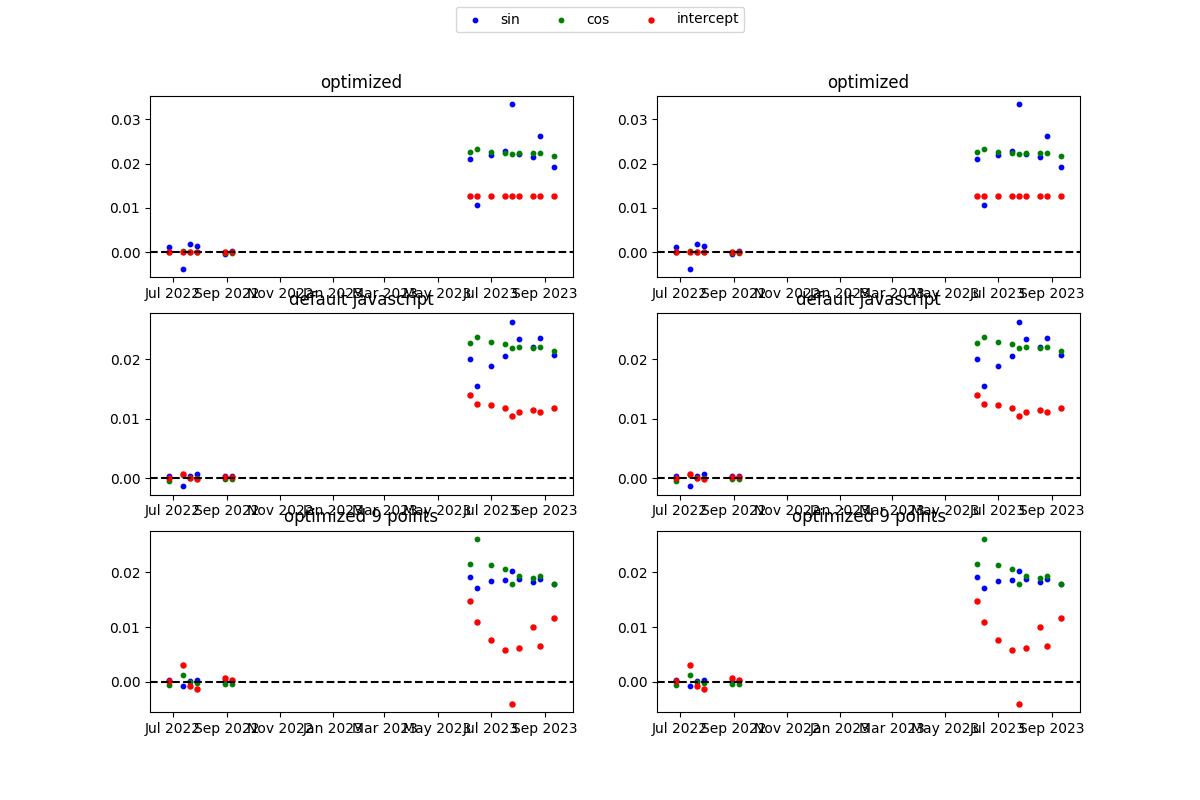 sin cos intercept
optimized optimized
0.03 0.03
0.02 0.02
0.01 0.01
0.00 0.00
Jul 2022 Sep 2022 Nov 2022 Jan 2023 Mar 2023 May 2023 Jul 2023 Sep 2023 Jul 2022 Sep 2022 Nov 2022 Jan 2023 Mar 2023 May 2023 Jul 2023 Sep 2023
default javascript default javascript
0.02 0.02
0.01 0.01
0.00 0.00
Jul 2022 Sep 2022 Nov 2022 Jan 2023 Mar 2023 May 2023 Jul 2023 Sep 2023 Jul 2022 Sep 2022 Nov 2022 Jan 2023 Mar 2023 May 2023 Jul 2023 Sep 2023
optimized 9 points optimized 9 points
0.02 0.02
0.01 0.01
0.00 0.00
Jul 2022 Sep 2022 Nov 2022 Jan 2023 Mar 2023 May 2023 Jul 2023 Sep 2023 Jul 2022 Sep 2022 Nov 2022 Jan 2023 Mar 2023 May 2023 Jul 2023 Sep 2023